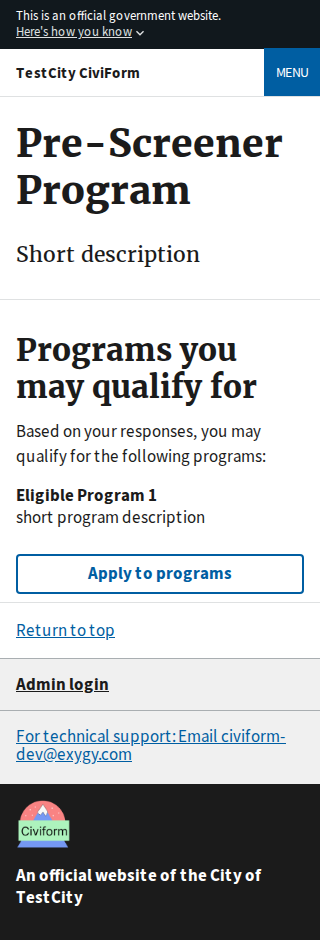 This is an official government website.
Here's how you know
TestCity CiviForm
MENU
Pre-Screener
Program
Short description
Programs you
may qualify for
Based on your responses, you may
qualify for the following programs:
Eligible Program 1
short program description
Apply to programs
Return to top
Admin login
For technical support: Email civiform-
dev@exygy.com
Civiform
An official website of the City of
TestCity